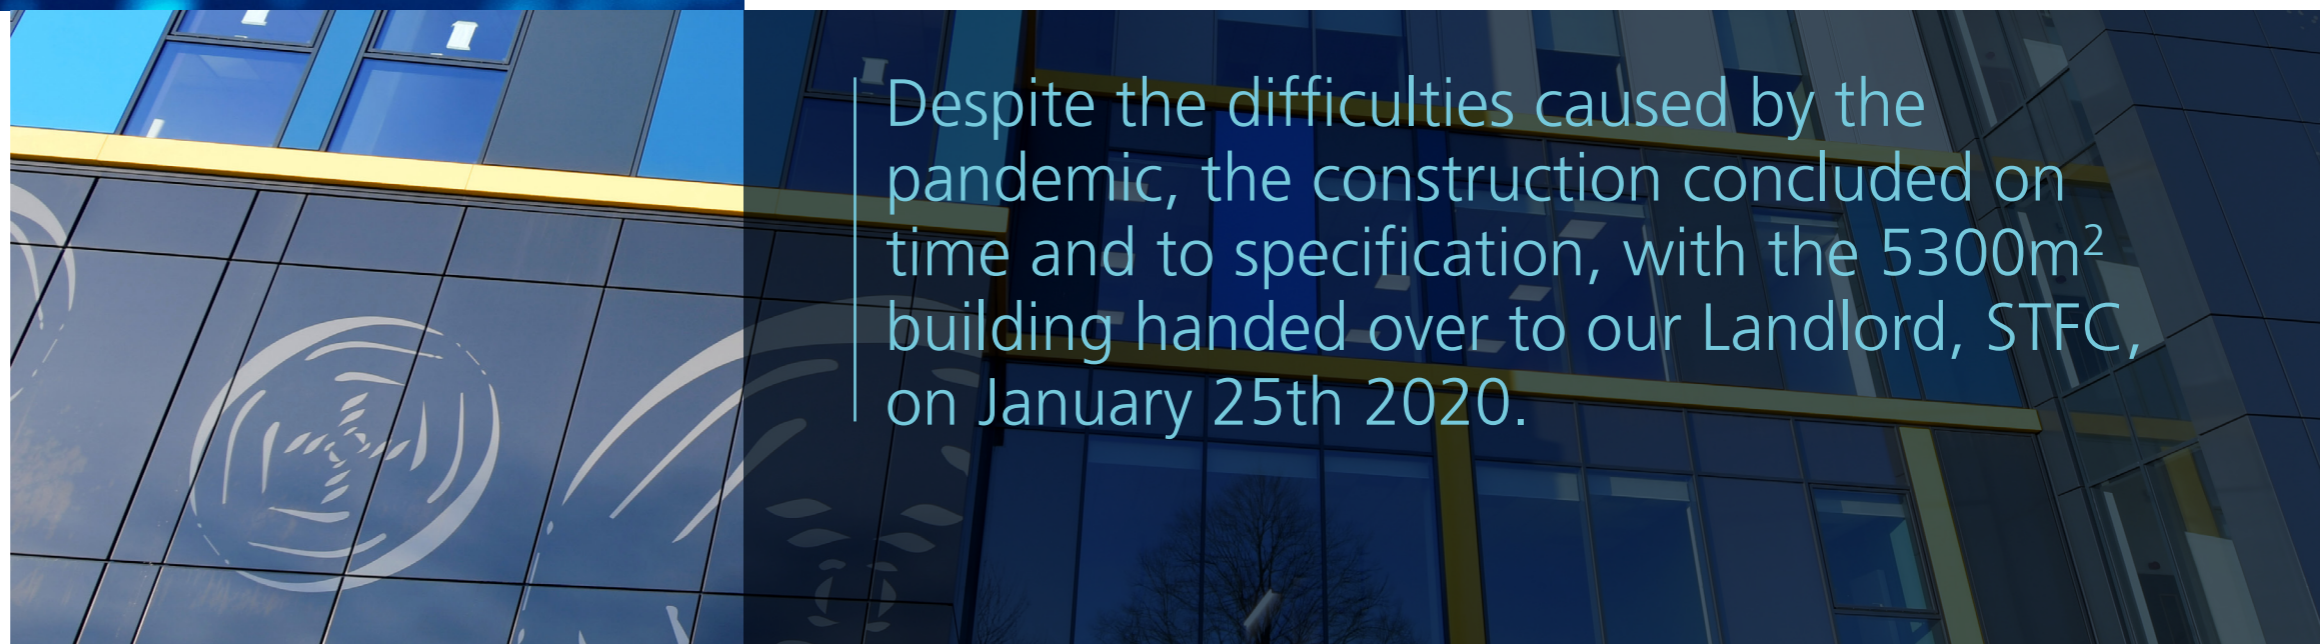 Despite the difficulties caused by the
pandemic, the construction concluded on
time and to specification, with the 5300m²
building handed over to our Landlord, STFC,
on January 25th 2020.